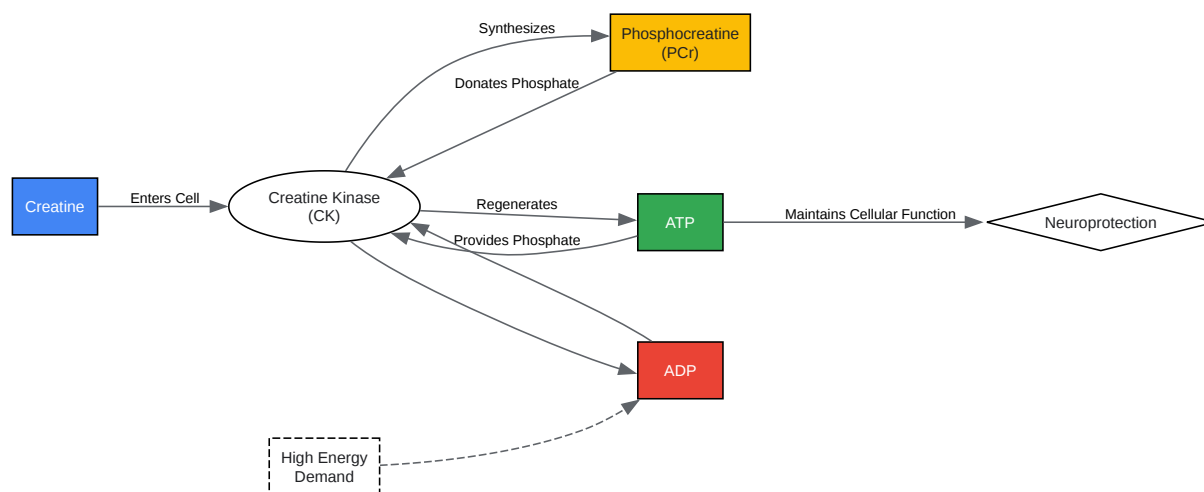 Synthesizes
Phosphocreatine
(PCr)
Donates Phosphate
Creatine
Enters Cell
Creatine Kinase
(CK)
Regenerates
ATP
Maintains Cellular Function
Neuroprotection
Provides Phosphate
ADP
High Energy
Demand